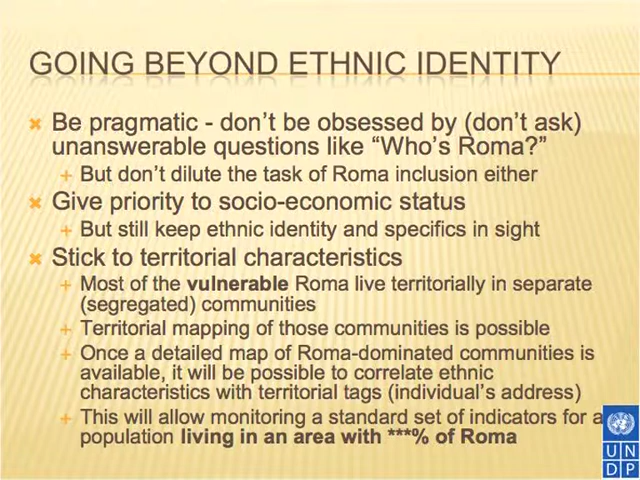 GOING BEYOND ETHNIC IDENTITY
Be pragmatic - don't be obsessed by (don't ask)
unanswerable questions like "Who's Roma?"
But don't dilute the task of Roma inclusion either
Give priority to socio-economic status
But still keep ethnic identity and specifics in sight
Stick to territorial characteristics
Most of the vulnerable Roma live territorially in separate
(segregated) communities
Territorial mapping of those communities is possible
Once a detailed map of Roma-dominated communities is
available, it will be possible to correlate ethnic
characteristics with territorial tags (individual's address)
This will allow monitoring a standard set of indicators for a
population living in an area with ***% of Roma
U N
D P